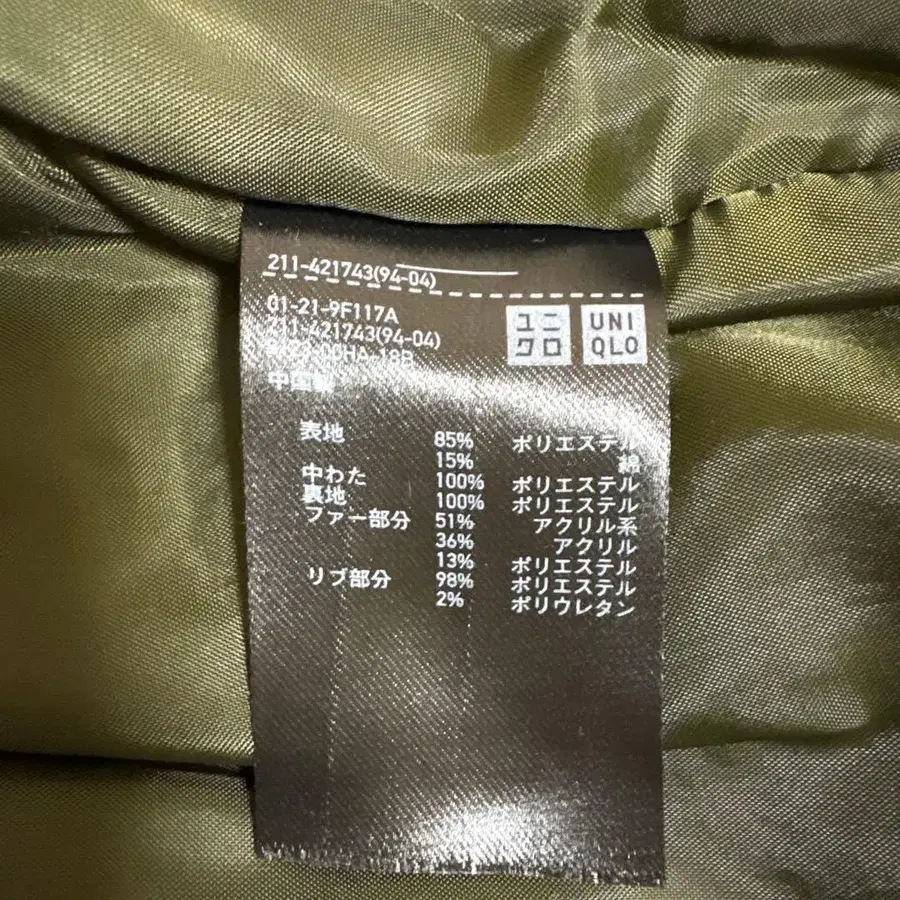 211-421743(94-04)
01-21-9F117A
211-421743(94-04)
ユニクロ
UNIQLO
中国製
表地 85% ポリエステル
15% 綿
中わた 100% ポリエステル
裏地 100% ポリエステル
ファー部分 51% アクリル系
36% アクリル
13% ポリエステル
リブ部分 98% ポリエステル
2% ポリウレタン